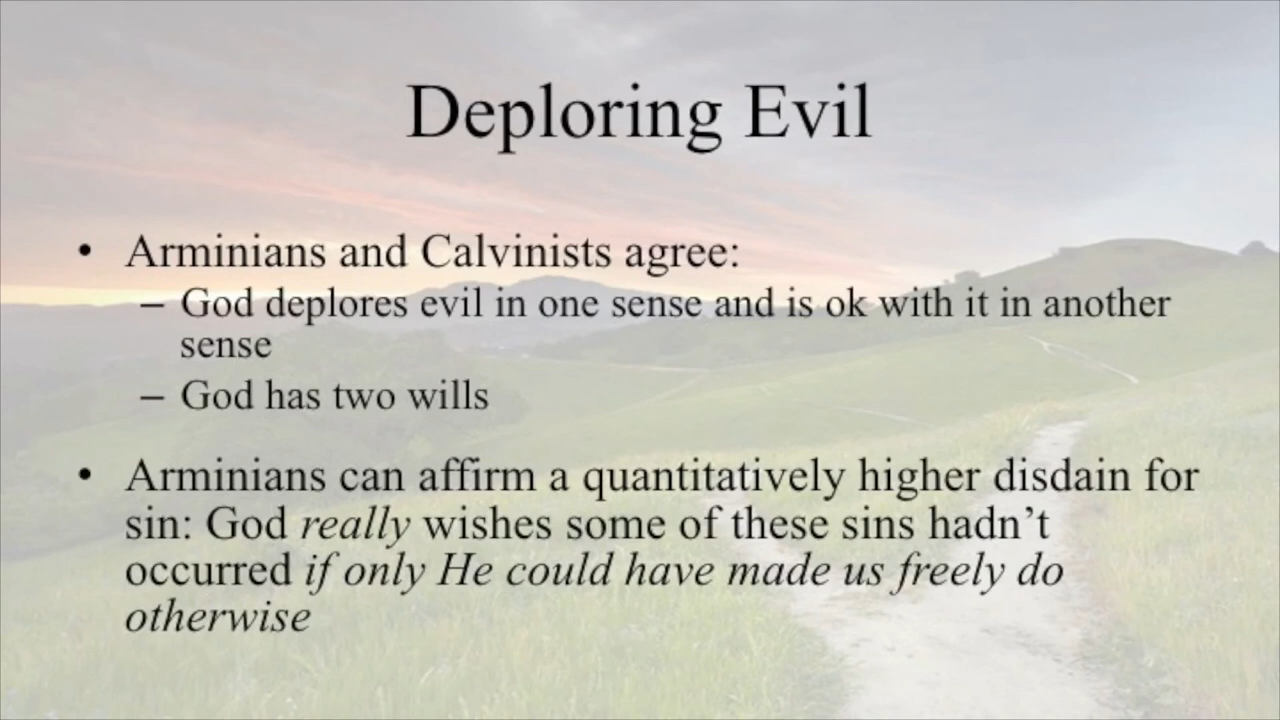 Deploring Evil
• Arminians and Calvinists agree:
– God deplores evil in one sense and is ok with it in another
sense
– God has two wills
• Arminians can affirm a quantitatively higher disdain for
sin: God really wishes some of these sins hadn’t
occurred if only He could have made us freely do
otherwise